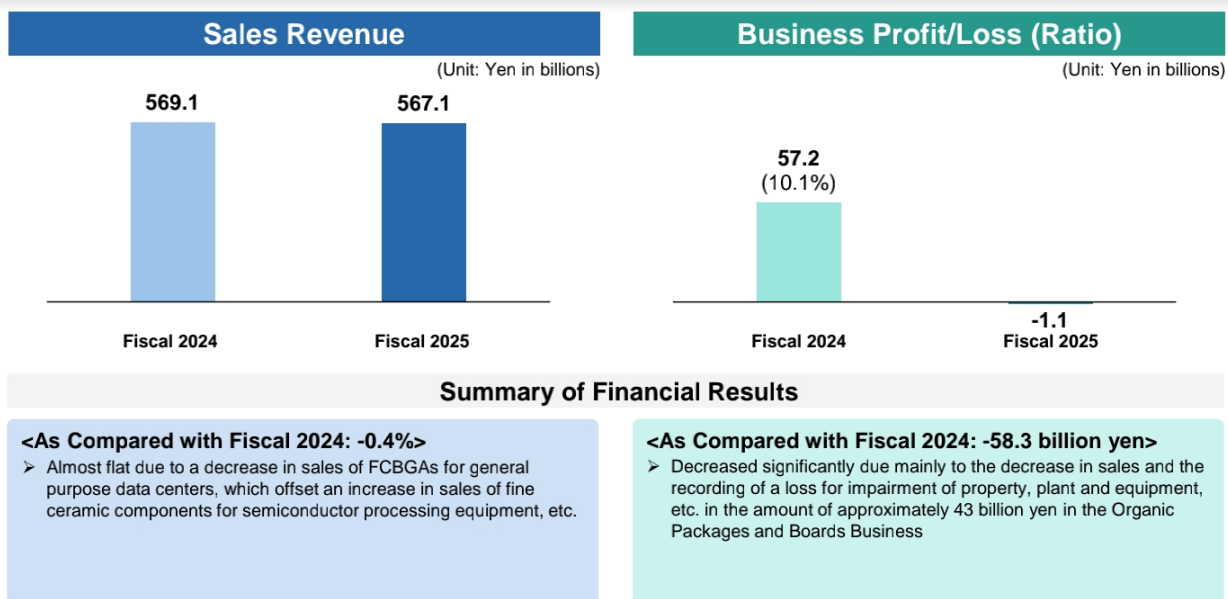 Sales Revenue
(Unit: Yen in billions)
569.1
567.1
Fiscal 2024
Fiscal 2025
Business Profit/Loss (Ratio)
(Unit: Yen in billions)
57.2
(10.1%)
-1.1
Fiscal 2024
Fiscal 2025
Summary of Financial Results
<As Compared with Fiscal 2024: -0.4%>
➢ Almost flat due to a decrease in sales of FCBGAs for general
purpose data centers, which offset an increase in sales of fine
ceramic components for semiconductor processing equipment, etc.
<As Compared with Fiscal 2024: -58.3 billion yen>
➢ Decreased significantly due mainly to the decrease in sales and the
recording of a loss for impairment of property, plant and equipment,
etc. in the amount of approximately 43 billion yen in the Organic
Packages and Boards Business